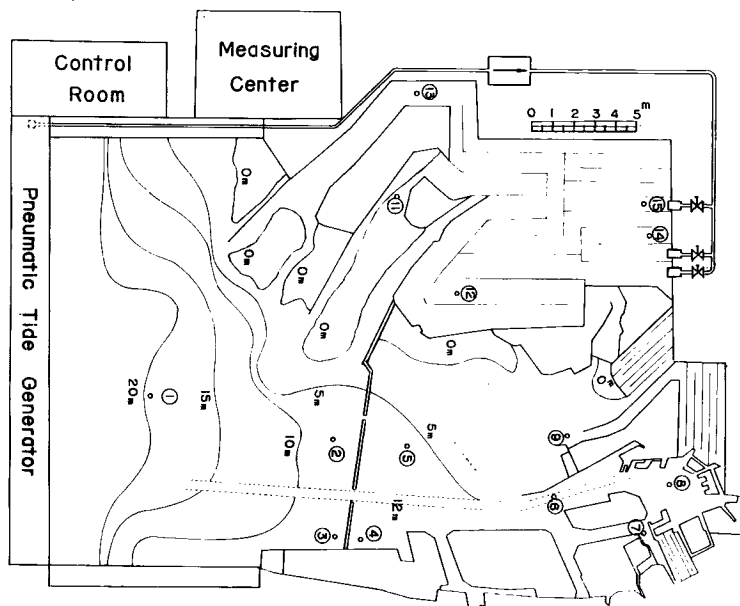 Control
Room
Measuring
Center
Pneumatic Tide Generator
0 1 2 3 4 5 m
13
15
14
11
12
0m
0m
0m
0m
0m
0m
20m
15m
10m
5m
5m
12m
1
2
3
4
5
6
7
8
9